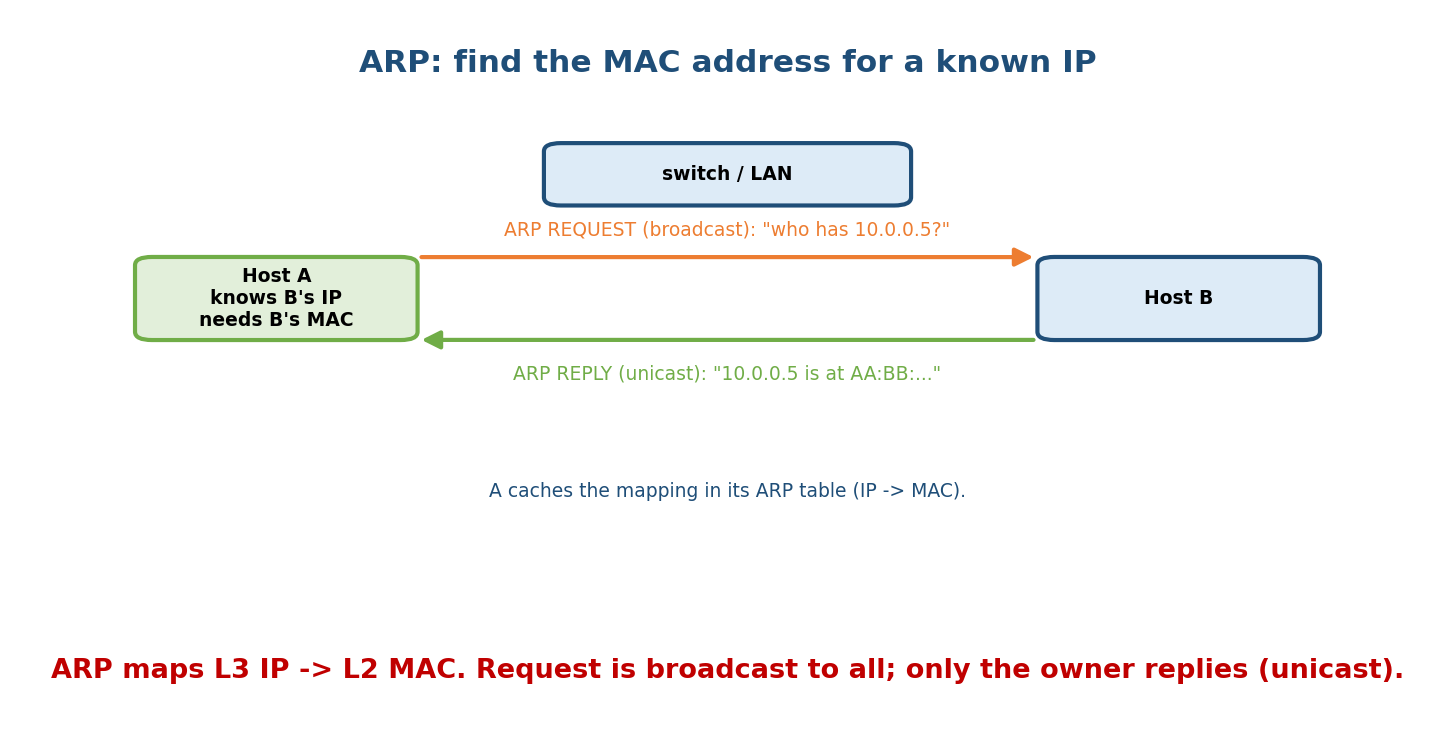 ARP: find the MAC address for a known IP
switch / LAN
ARP REQUEST (broadcast): "who has 10.0.0.5?"
Host A
knows B's IP
needs B's MAC
Host B
ARP REPLY (unicast): "10.0.0.5 is at AA:BB:..."
A caches the mapping in its ARP table (IP -> MAC).
ARP maps L3 IP -> L2 MAC. Request is broadcast to all; only the owner replies (unicast).